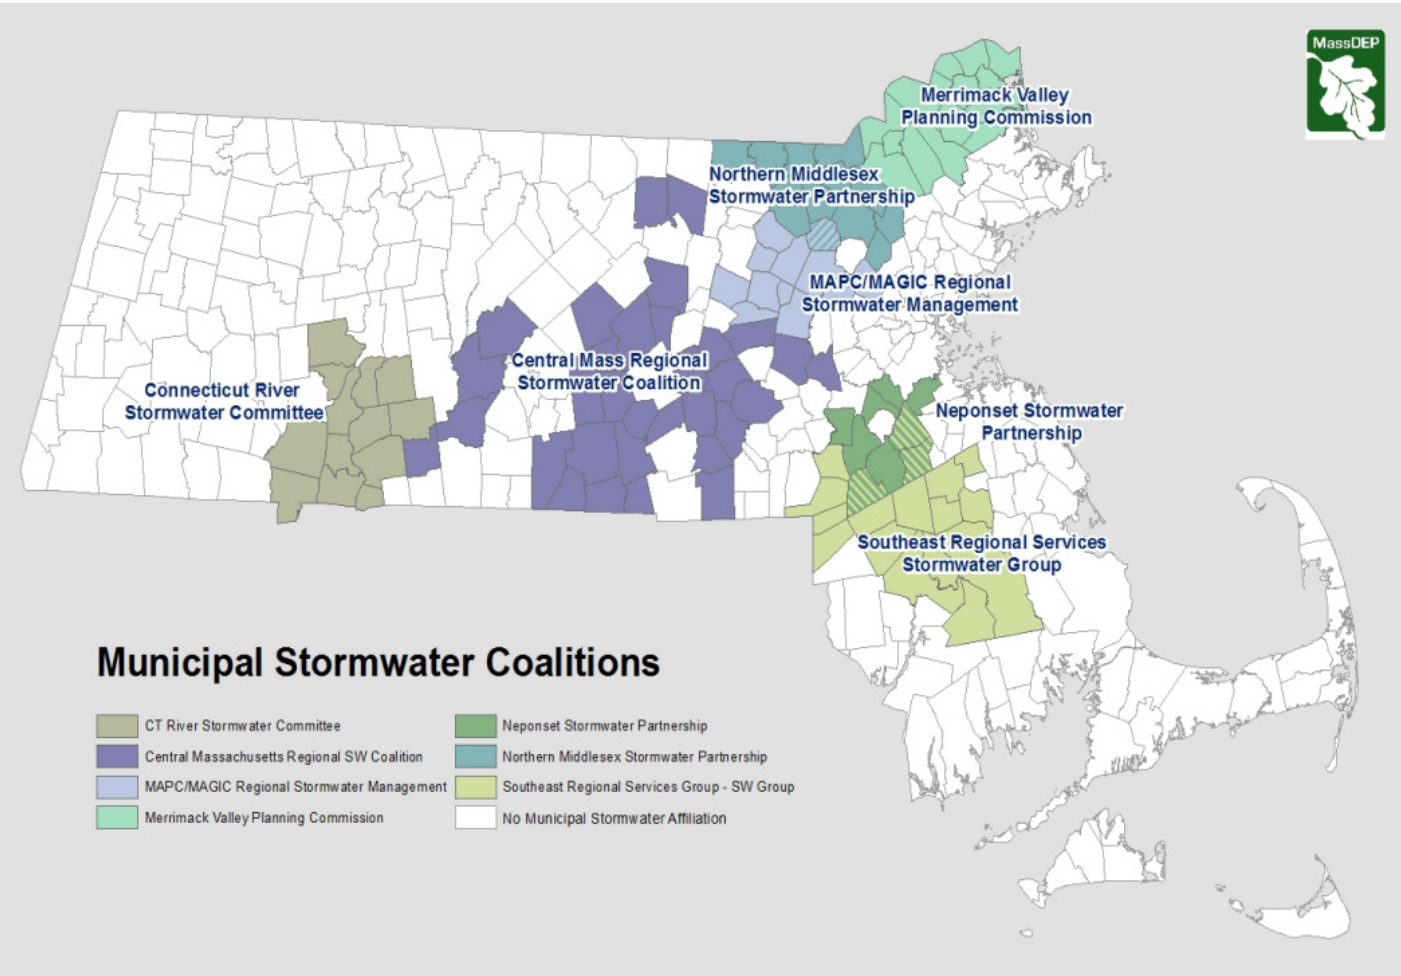 MassDEP
Merrimack Valley
Planning Commission
Northern Middlesex
Stormwater Partnership
MAPC/MAGIC Regional
Stormwater Management
Central Mass Regional
Stormwater Coalition
Connecticut River
Stormwater Committee
Neponset Stormwater
Partnership
Southeast Regional Services
Stormwater Group
Municipal Stormwater Coalitions
CT River Stormwater Committee
Central Massachusetts Regional SW Coalition
MAPC/MAGIC Regional Stormwater Management
Merrimack Valley Planning Commission
Neponset Stormwater Partnership
Northern Middlesex Stormwater Partnership
Southeast Regional Services Group - SW Group
No Municipal Stormwater Affiliation